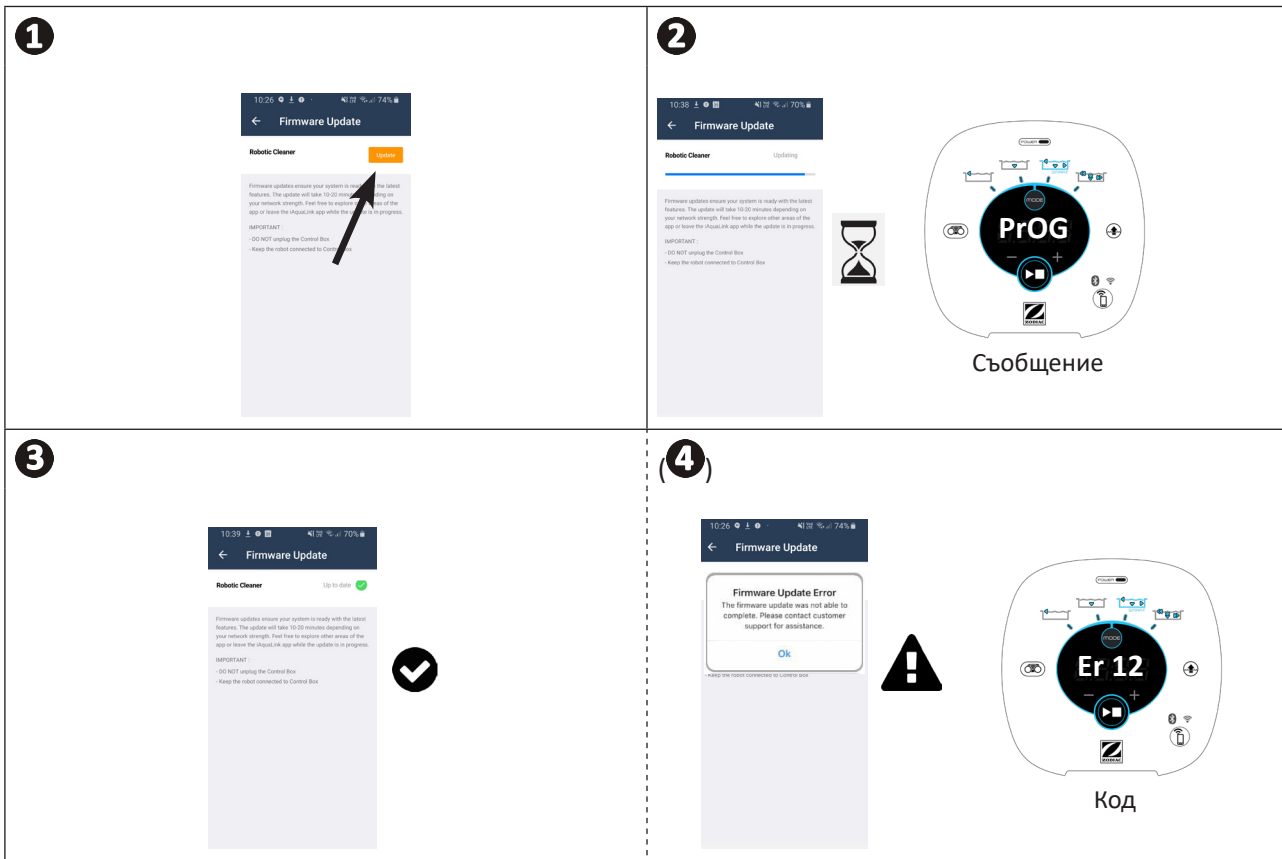 1
10:26 74%
← Firmware Update
Robotic Cleaner Update
Firmware updates ensure your system is ready the latest
features. The update will take 10-20 minutes depending on
your network strength. Feel free to explore areas of the
app or leave the iAquaLink app while the update is in progress.
IMPORTANT :
- DO NOT unplug the Control Box
- Keep the robot connected to Control Box
2
10:38 70%
← Firmware Update
Robotic Cleaner Updating
Firmware updates ensure your system is ready with the latest
features. The update will take 10-20 minutes depending on
your network strength. Feel free to explore other areas of the
app or leave the iAquaLink app while the update is in progress.
IMPORTANT :
- DO NOT unplug the Control Box
- Keep the robot connected to Control Box
POWER
MODE
PrOG
− +
ZODIAC
Съобщение
3
10:39 70%
← Firmware Update
Robotic Cleaner Up to date
Firmware updates ensure your system is ready with the latest
features. The update will take 10-20 minutes depending on
your network strength. Feel free to explore other areas of the
app or leave the iAquaLink app while the update is in progress.
IMPORTANT :
- DO NOT unplug the Control Box
- Keep the robot connected to Control Box
(4)
10:26 74%
← Firmware Update
Firmware Update Error
The firmware update was not able to
complete. Please contact customer
support for assistance.
Ok
- Keep the robot connected to Control Box
POWER
MODE
Er 12
− +
ZODIAC
Код